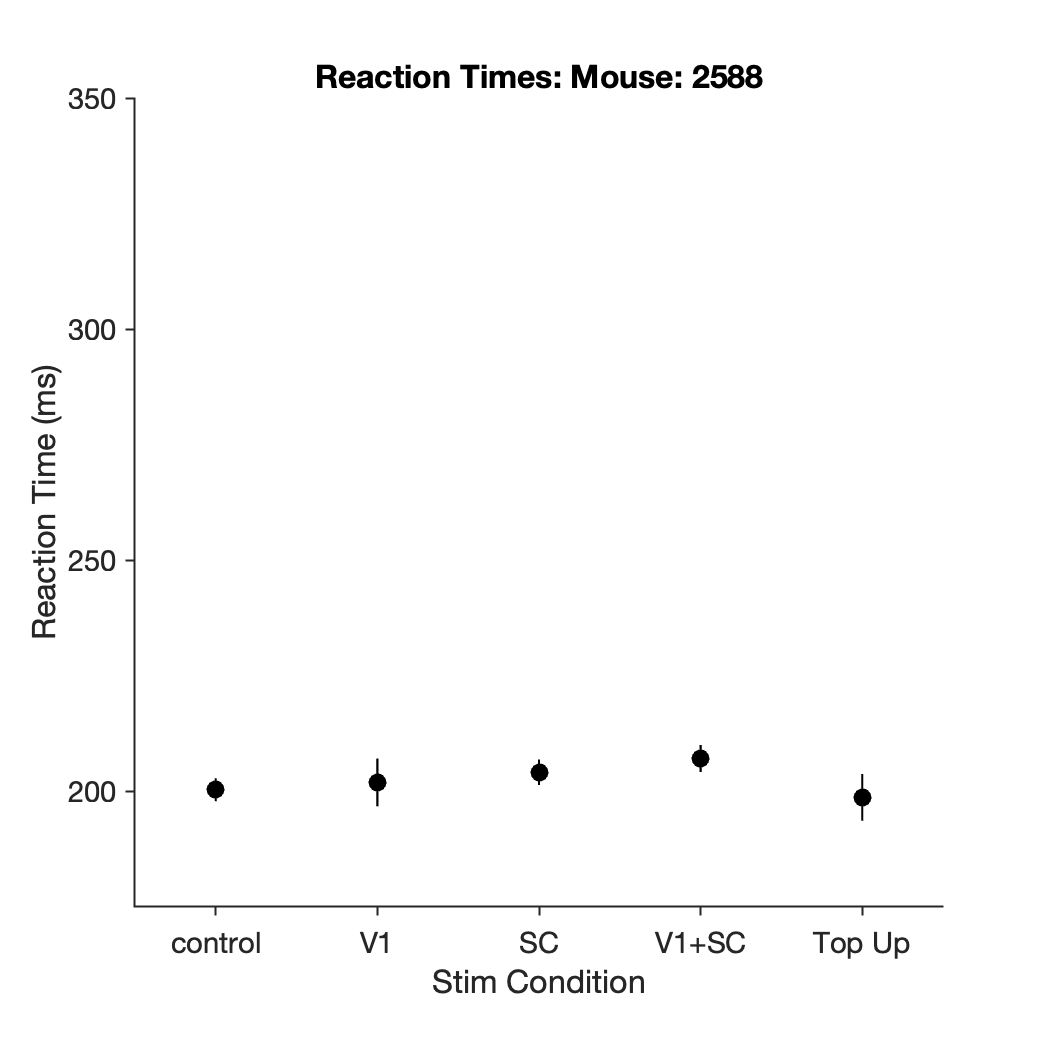 Reaction Times: Mouse: 2588
350
300
250
200
Reaction Time (ms)
control
V1
SC
V1+SC
Top Up
Stim Condition